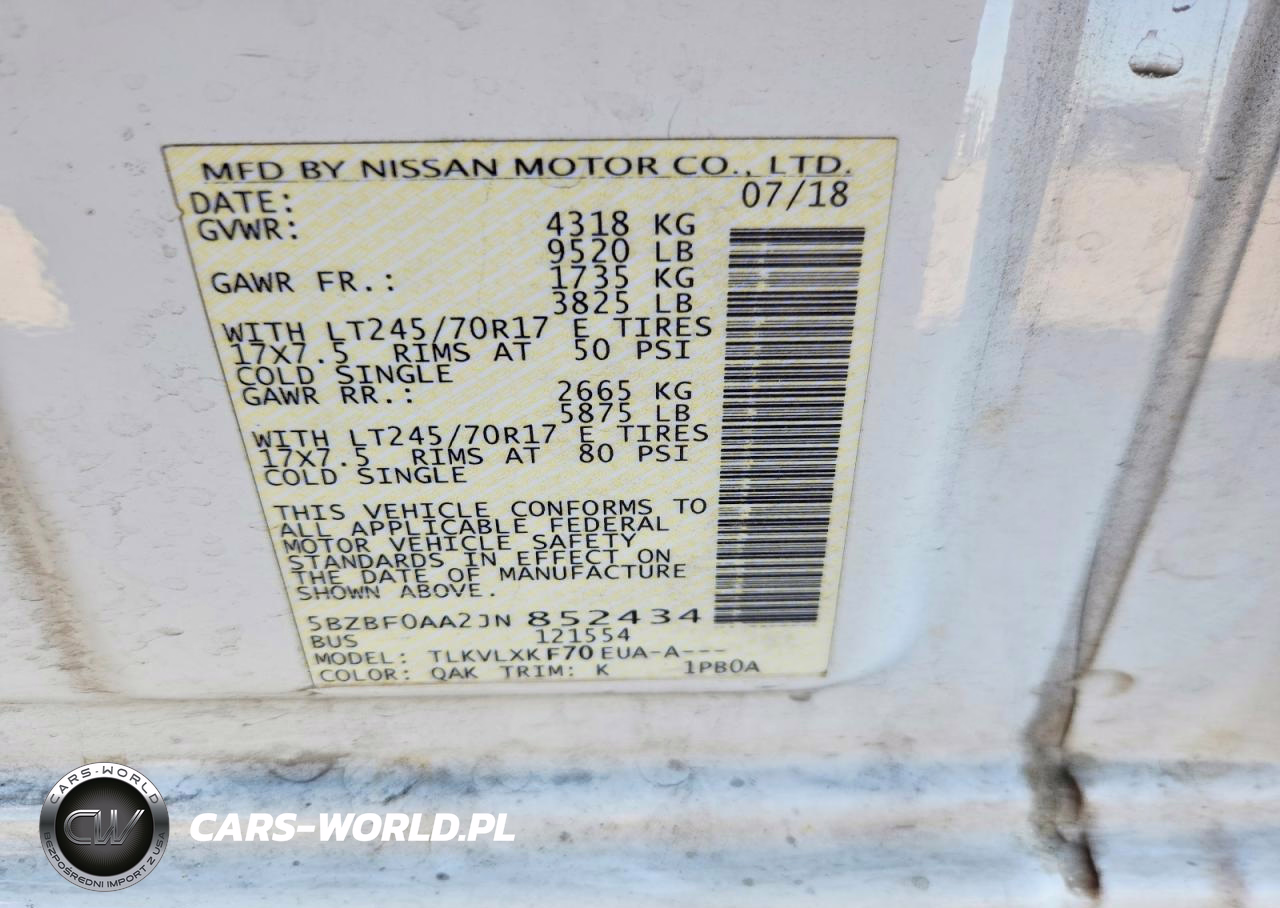 MFD BY NISSAN MOTOR CO., LTD.
DATE: 07/18
GVWR: 4318 KG
9520 LB
GAWR FR.: 1735 KG
3825 LB
WITH LT245/70R17 E TIRES
17X7.5 RIMS AT 50 PSI
COLD SINGLE
GAWR RR.: 2665 KG
5875 LB
WITH LT245/70R17 E TIRES
17X7.5 RIMS AT 80 PSI
COLD SINGLE
THIS VEHICLE CONFORMS TO
ALL APPLICABLE FEDERAL
MOTOR VEHICLE SAFETY
STANDARDS IN EFFECT ON
THE DATE OF MANUFACTURE
SHOWN ABOVE.
5BZBF0AA2JN 852434
BUS 121554
MODEL: TLKVLXK F70 EUA-A---
COLOR: QAK TRIM: K 1PB0A
CARS-WORLD
CW
BEZPOŚREDNI IMPORT Z USA
CARS-WORLD.PL